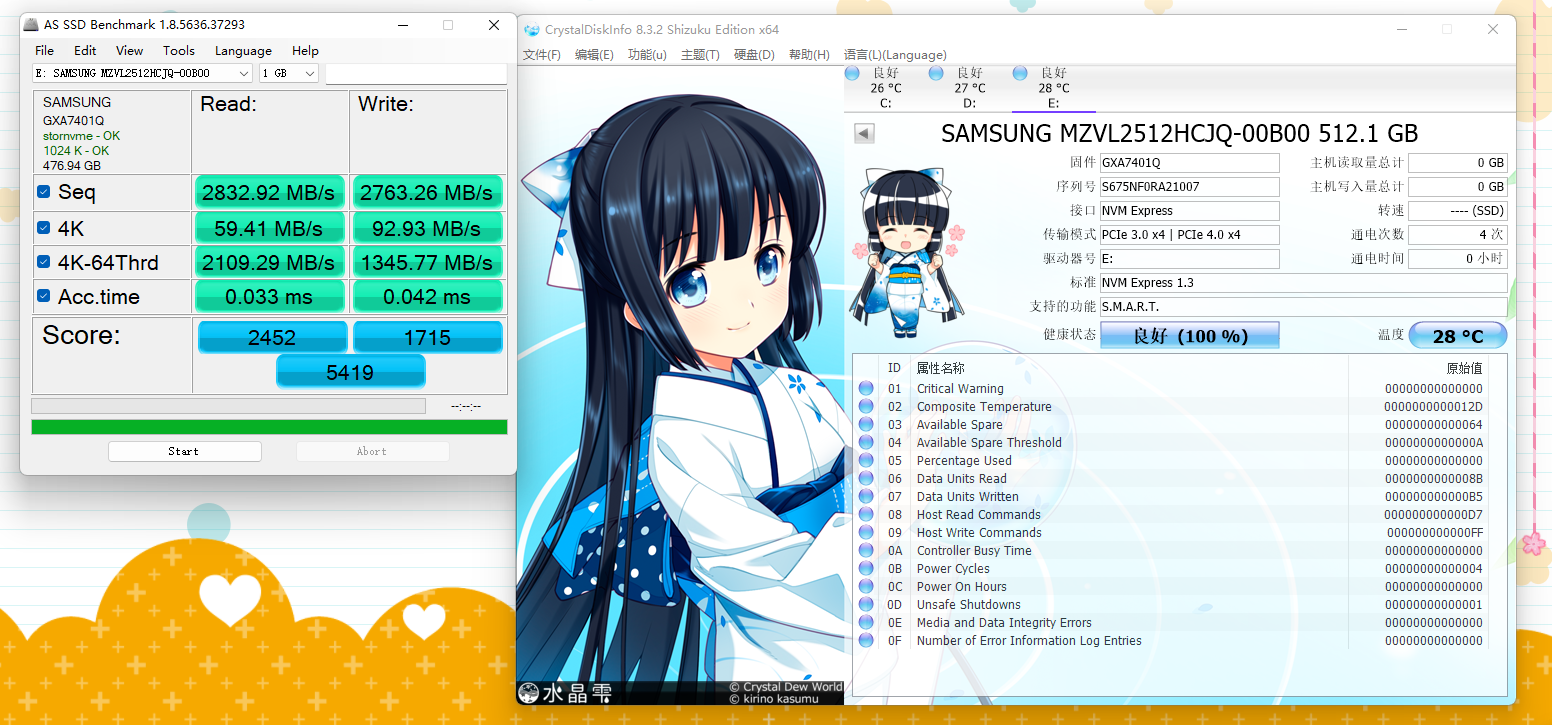 AS SSD Benchmark 1.8.5636.37293
File Edit View Tools Language Help
E: SAMSUNG MZVL2512HCJQ-00B00 1 GB
SAMSUNG
GXA7401Q
stornvme - OK
1024 K - OK
476.94 GB
Read: Write:
Seq 2832.92 MB/s 2763.26 MB/s
4K 59.41 MB/s 92.93 MB/s
4K-64Thrd 2109.29 MB/s 1345.77 MB/s
Acc.time 0.033 ms 0.042 ms
Score: 2452 1715
5419
--:--:--
Start Abort
CrystalDiskInfo 8.3.2 Shizuku Edition x64
文件(F) 编辑(E) 功能(u) 主题(T) 硬盘(D) 帮助(H) 语言(L)(Language)
良好 良好 良好
26 °C 27 °C 28 °C
C: D: E:
SAMSUNG MZVL2512HCJQ-00B00 512.1 GB
固件 GXA7401Q 主机读取量总计 0 GB
序列号 S675NF0RA21007 主机写入量总计 0 GB
接口 NVM Express 转速 ---- (SSD)
传输模式 PCIe 3.0 x4 | PCIe 4.0 x4 通电次数 4 次
驱动器号 E: 通电时间 0 小时
标准 NVM Express 1.3
支持的功能 S.M.A.R.T.
健康状态 良好 (100 %) 温度 28 °C
ID 属性名称 原始值
01 Critical Warning 00000000000000
02 Composite Temperature 0000000000012D
03 Available Spare 00000000000064
04 Available Spare Threshold 0000000000000A
05 Percentage Used 00000000000000
06 Data Units Read 0000000000008B
07 Data Units Written 000000000000B5
08 Host Read Commands 000000000000D7
09 Host Write Commands 000000000000FF
0A Controller Busy Time 00000000000000
0B Power Cycles 00000000000004
0C Power On Hours 00000000000000
0D Unsafe Shutdowns 00000000000001
0E Media and Data Integrity Errors 00000000000000
0F Number of Error Information Log Entries 00000000000000
水晶雫
© Crystal Dew World
© kirino kasumu